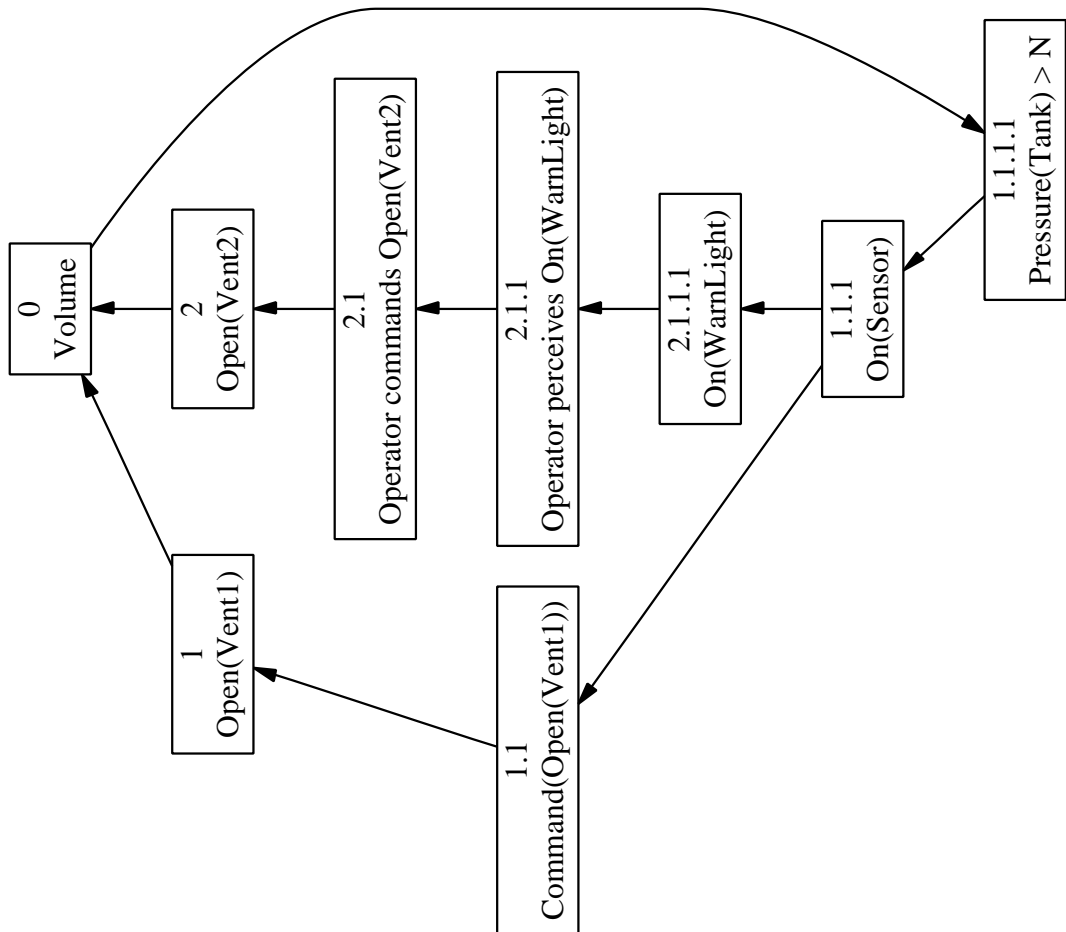 0
Volume
1
Open(Vent1)
2
Open(Vent2)
2.1
Operator commands Open(Vent2)
1.1
Command(Open(Vent1))
2.1.1
Operator perceives On(WarnLight)
2.1.1.1
On(WarnLight)
1.1.1
On(Sensor)
1.1.1.1
Pressure(Tank) > N